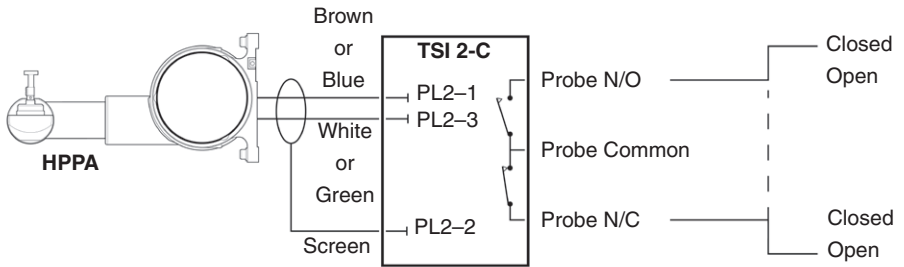 Brown
or
Blue
TSI 2-C
PL2–1
PL2–3
White
or
Green
PL2–2
Screen
HPPA
Probe N/O
Probe Common
Probe N/C
Closed
Open
Closed
Open